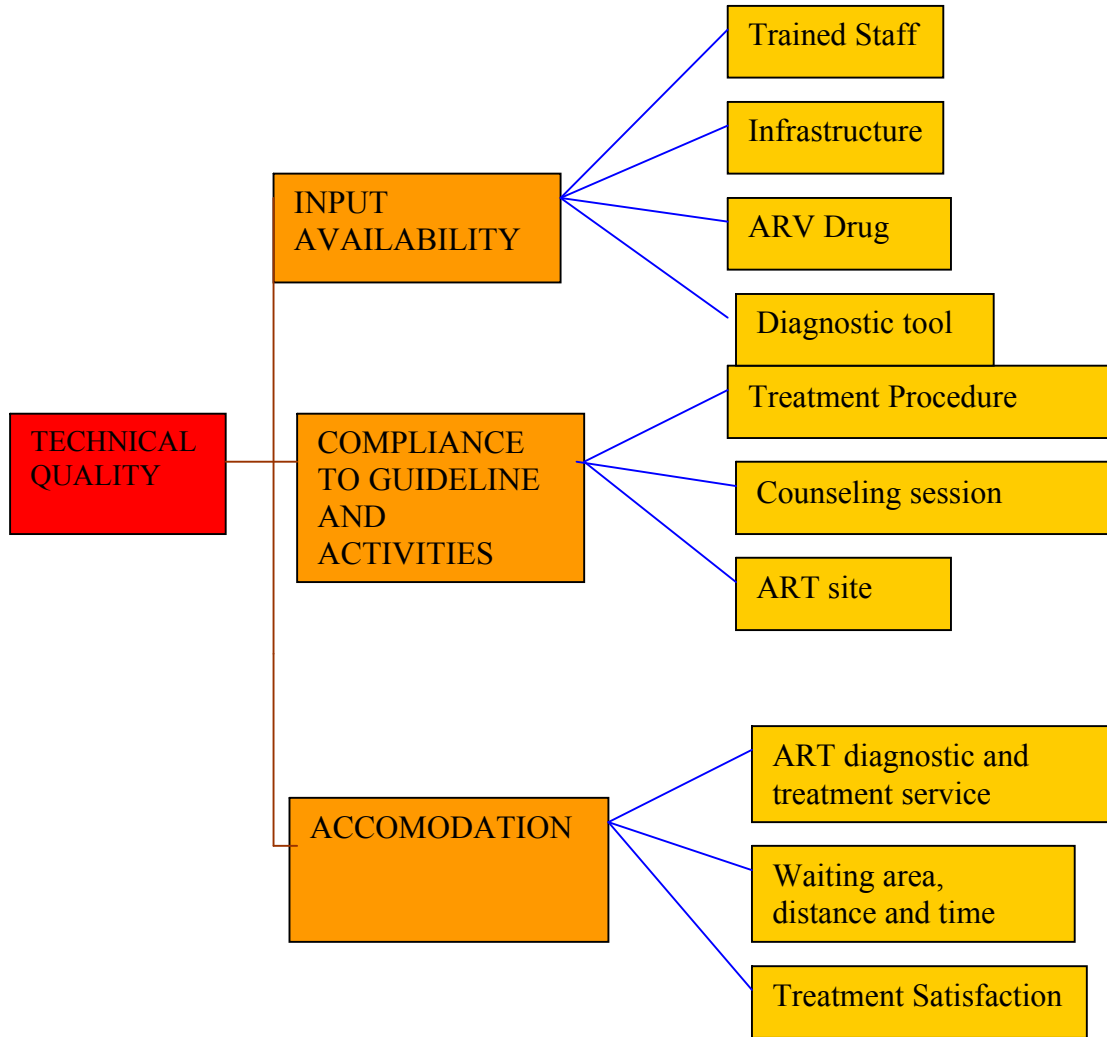 Trained Staff
Infrastructure
INPUT
AVAILABILITY
ARV Drug
Diagnostic tool
Treatment Procedure
TECHNICAL
QUALITY
COMPLIANCE
TO GUIDELINE
AND
ACTIVITIES
Counseling session
ART site
ART diagnostic and
treatment service
ACCOMODATION
Waiting area,
distance and time
Treatment Satisfaction